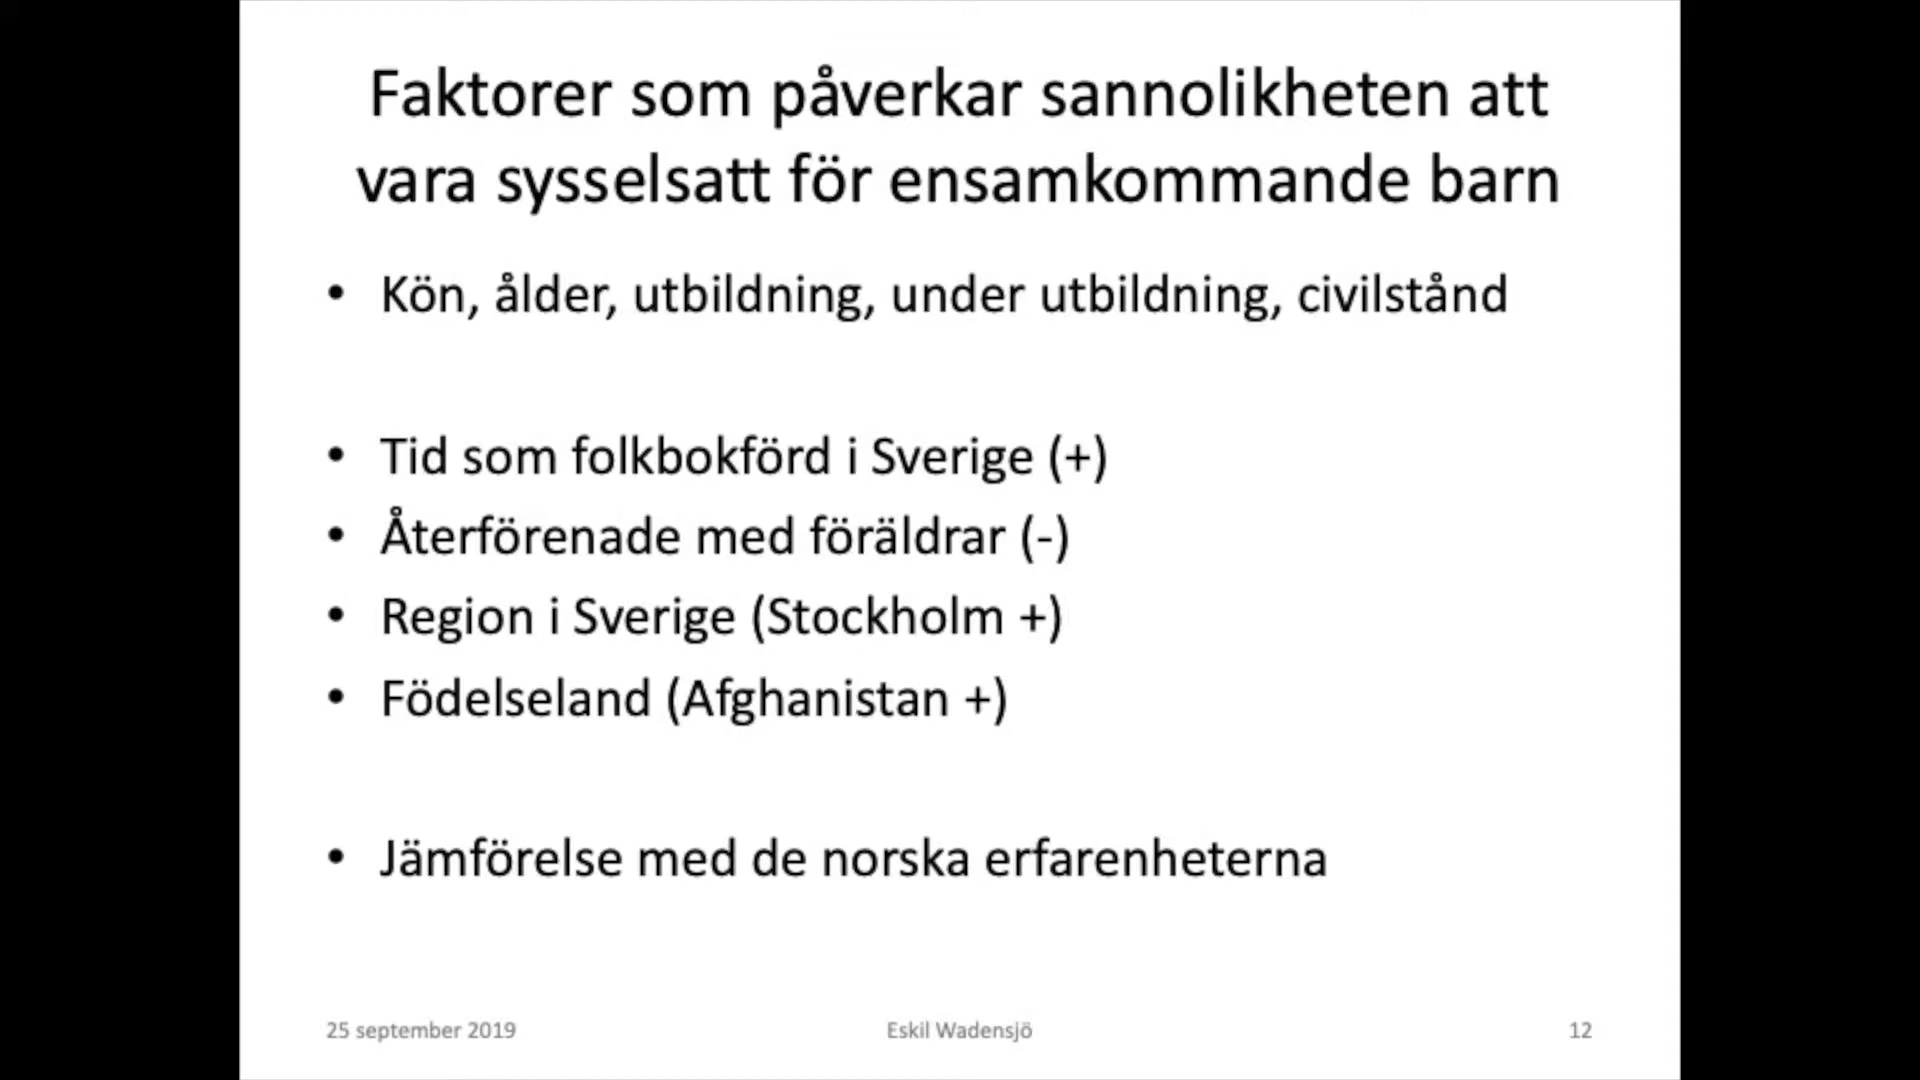 Faktorer som påverkar sannolikheten att
vara sysselsatt för ensamkommande barn
• Kön, ålder, utbildning, under utbildning, civilstånd
• Tid som folkbokförd i Sverige (+)
• Återförenade med föräldrar (-)
• Region i Sverige (Stockholm +)
• Födelseland (Afghanistan +)
• Jämförelse med de norska erfarenheterna
25 september 2019 Eskil Wadensjö 12